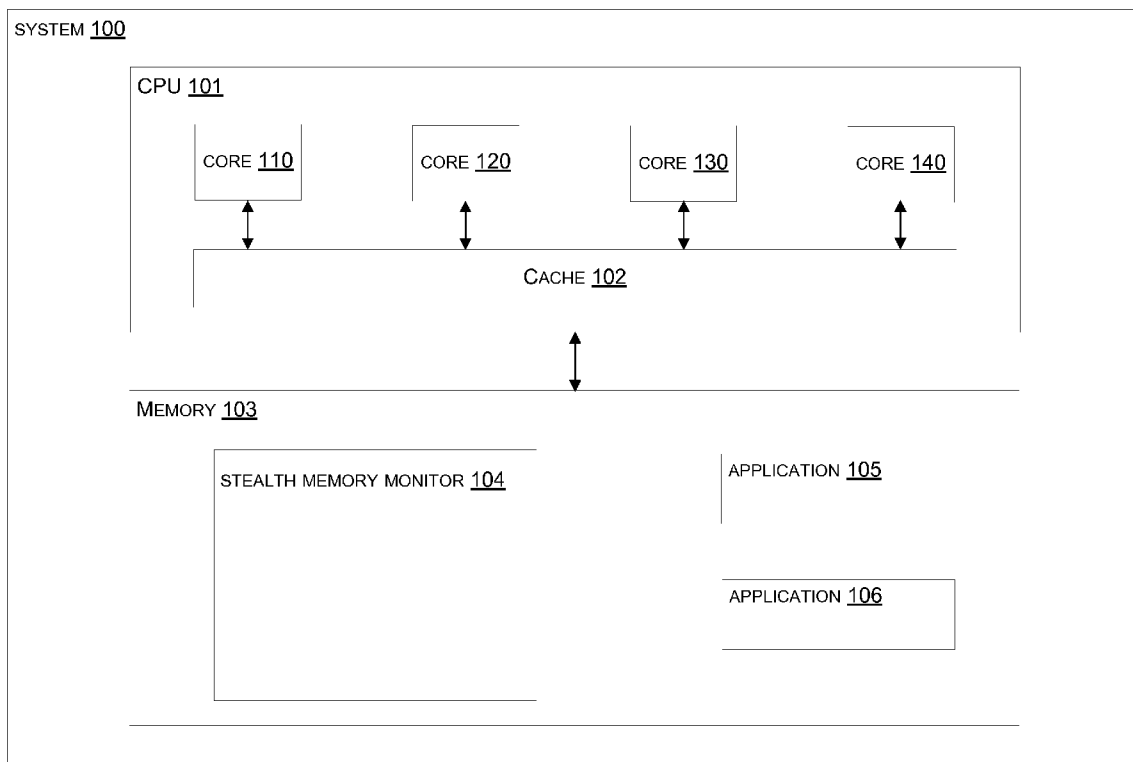 SYSTEM 100
CPU 101
CORE 110
CORE 120
CORE 130
CORE 140
CACHE 102
MEMORY 103
STEALTH MEMORY MONITOR 104
APPLICATION 105
APPLICATION 106